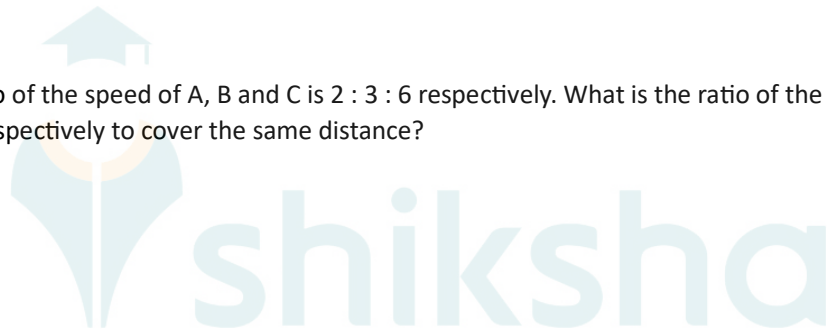 of the speed of A, B and C is 2 : 3 : 6 respectively. What is the ratio of the
spectively to cover the same distance?
shiksha